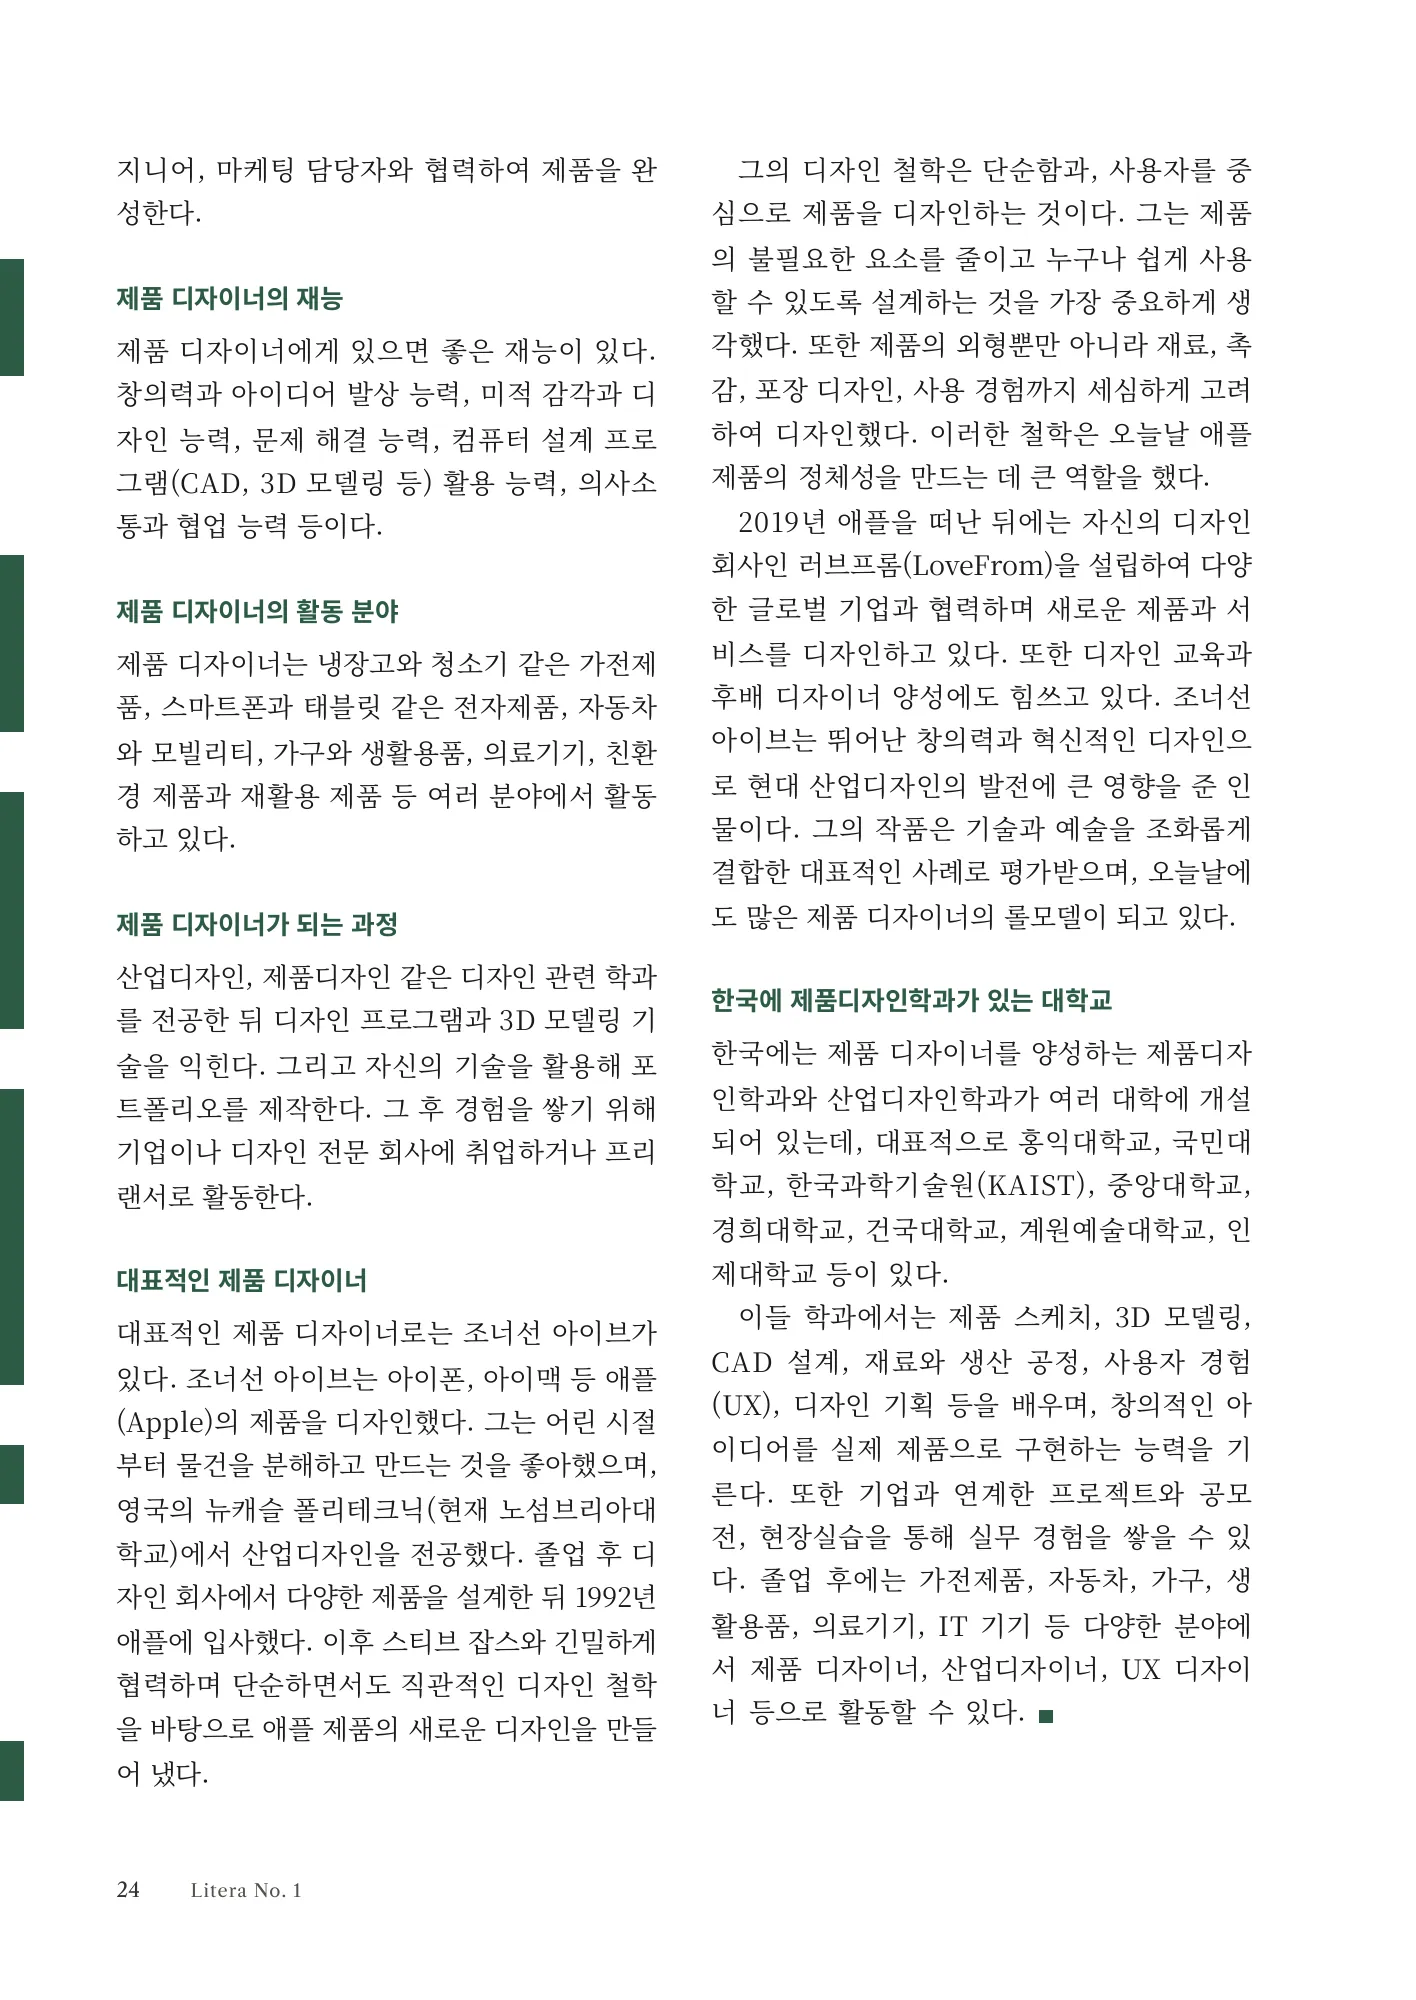 지니어, 마케팅 담당자와 협력하여 제품을 완
성한다.
제품 디자이너의 재능
제품 디자이너에게 있으면 좋은 재능이 있다.
창의력과 아이디어 발상 능력, 미적 감각과 디
자인 능력, 문제 해결 능력, 컴퓨터 설계 프로
그램(CAD, 3D 모델링 등) 활용 능력, 의사소
통과 협업 능력 등이다.
제품 디자이너의 활동 분야
제품 디자이너는 냉장고와 청소기 같은 가전제
품, 스마트폰과 태블릿 같은 전자제품, 자동차
와 모빌리티, 가구와 생활용품, 의료기기, 친환
경 제품과 재활용 제품 등 여러 분야에서 활동
하고 있다.
제품 디자이너가 되는 과정
산업디자인, 제품디자인 같은 디자인 관련 학과
를 전공한 뒤 디자인 프로그램과 3D 모델링 기
술을 익힌다. 그리고 자신의 기술을 활용해 포
트폴리오를 제작한다. 그 후 경험을 쌓기 위해
기업이나 디자인 전문 회사에 취업하거나 프리
랜서로 활동한다.
대표적인 제품 디자이너
대표적인 제품 디자이너로는 조너선 아이브가
있다. 조너선 아이브는 아이폰, 아이맥 등 애플
(Apple)의 제품을 디자인했다. 그는 어린 시절
부터 물건을 분해하고 만드는 것을 좋아했으며,
영국의 뉴캐슬 폴리테크닉(현재 노섬브리아대
학교)에서 산업디자인을 전공했다. 졸업 후 디
자인 회사에서 다양한 제품을 설계한 뒤 1992년
애플에 입사했다. 이후 스티브 잡스와 긴밀하게
협력하며 단순하면서도 직관적인 디자인 철학
을 바탕으로 애플 제품의 새로운 디자인을 만들
어 냈다.
그의 디자인 철학은 단순함과, 사용자를 중
심으로 제품을 디자인하는 것이다. 그는 제품
의 불필요한 요소를 줄이고 누구나 쉽게 사용
할 수 있도록 설계하는 것을 가장 중요하게 생
각했다. 또한 제품의 외형뿐만 아니라 재료, 촉
감, 포장 디자인, 사용 경험까지 세심하게 고려
하여 디자인했다. 이러한 철학은 오늘날 애플
제품의 정체성을 만드는 데 큰 역할을 했다.
2019년 애플을 떠난 뒤에는 자신의 디자인
회사인 러브프롬(LoveFrom)을 설립하여 다양
한 글로벌 기업과 협력하며 새로운 제품과 서
비스를 디자인하고 있다. 또한 디자인 교육과
후배 디자이너 양성에도 힘쓰고 있다. 조너선
아이브는 뛰어난 창의력과 혁신적인 디자인으
로 현대 산업디자인의 발전에 큰 영향을 준 인
물이다. 그의 작품은 기술과 예술을 조화롭게
결합한 대표적인 사례로 평가받으며, 오늘날에
도 많은 제품 디자이너의 롤모델이 되고 있다.
한국에 제품디자인학과가 있는 대학교
한국에는 제품 디자이너를 양성하는 제품디자
인학과와 산업디자인학과가 여러 대학에 개설
되어 있는데, 대표적으로 홍익대학교, 국민대
학교, 한국과학기술원(KAIST), 중앙대학교,
경희대학교, 건국대학교, 계원예술대학교, 인
제대학교 등이 있다.
이들 학과에서는 제품 스케치, 3D 모델링,
CAD 설계, 재료와 생산 공정, 사용자 경험
(UX), 디자인 기획 등을 배우며, 창의적인 아
이디어를 실제 제품으로 구현하는 능력을 기
른다. 또한 기업과 연계한 프로젝트와 공모
전, 현장실습을 통해 실무 경험을 쌓을 수 있
다. 졸업 후에는 가전제품, 자동차, 가구, 생
활용품, 의료기기, IT 기기 등 다양한 분야에
서 제품 디자이너, 산업디자이너, UX 디자이
너 등으로 활동할 수 있다. ■
24 Litera No. 1